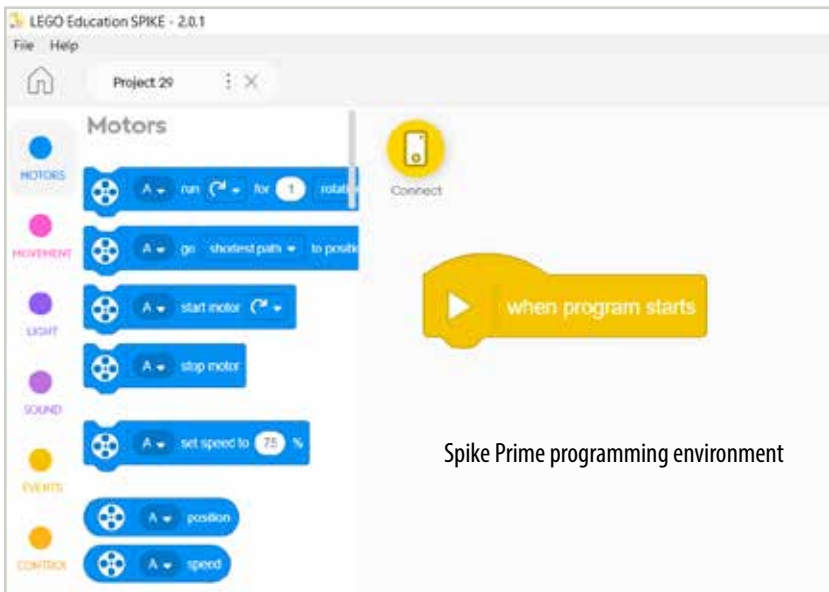 LEGO Education SPIKE - 2.0.1
File Help
Project 29
Motors
MOTORS
A run for 1
Connect
MOVEMENT
A go shortest path to
when program starts
LIGHT
A start motor
A stop motor
SOUND
A set speed to 75 %
Spike Prime programming environment
EVENTS
A position
CONTROL
A speed